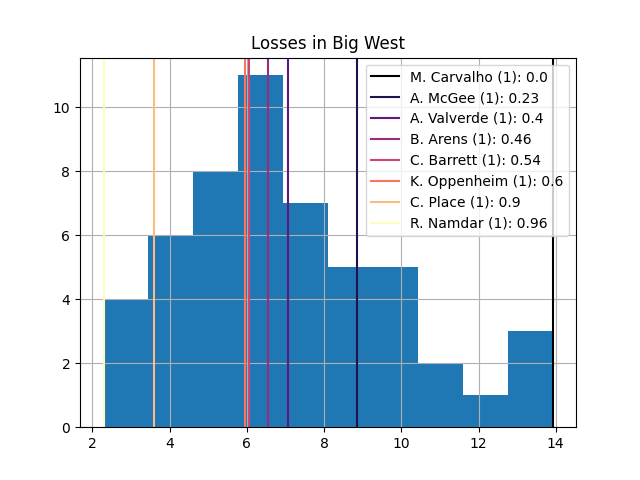 Losses in Big West
M. Carvalho (1): 0.0
A. McGee (1): 0.23
A. Valverde (1): 0.4
B. Arens (1): 0.46
C. Barrett (1): 0.54
K. Oppenheim (1): 0.6
C. Place (1): 0.9
R. Namdar (1): 0.96
10
8
6
4
2
0
2 4 6 8 10 12 14